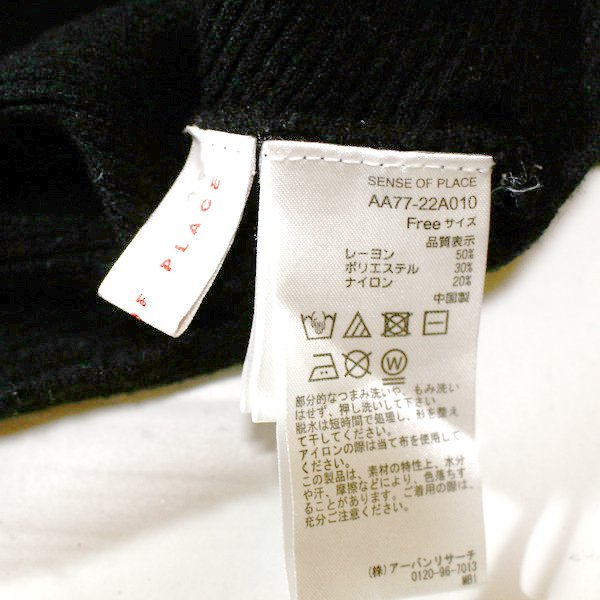 PLACE
SENSE OF PLACE
AA77-22A010
Freeサイズ
品質表示
レーヨン 50%
ポリエステル 30%
ナイロン 20%
中国製
W
部分的なつまみ洗いや、もみ洗い
はせず、押し洗いして下さい
脱水は短時間で処理し、形を整え
て干してください。
アイロンの際は当て布を使用して
ください。
この製品は、素材の特性上、水分
や汗、摩擦などにより、色落ちす
ることがあります。ご着用の際は、
充分ご注意ください。
(株)アーバンリサーチ
0120-96-7013
MB1